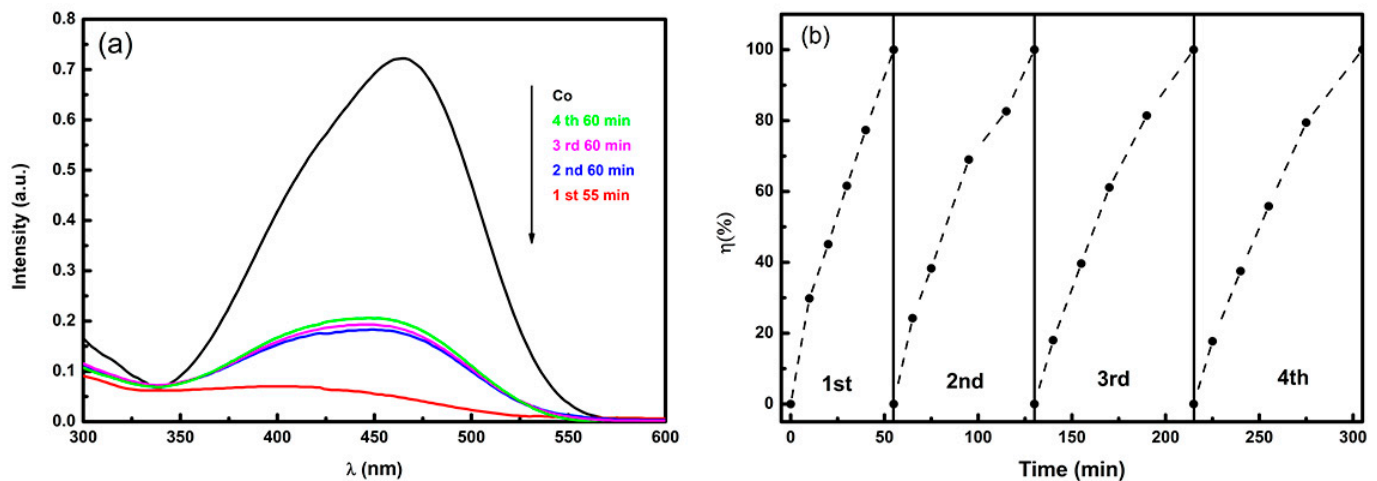 (a)
0.8
0.7
0.6
0.5
0.4
0.3
0.2
0.1
0.0
Intensity (a.u.)
Co
4 th 60 min
3 rd 60 min
2 nd 60 min
1 st 55 min
300 350 400 450 500 550 600
λ (nm)
(b)
100
80
60
40
20
0
η(%)
1st 2nd 3rd 4th
0 50 100 150 200 250 300
Time (min)